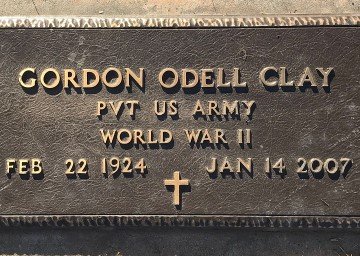 GORDON ODELL CLAY
PVT US ARMY
WORLD WAR II
FEB 22 1924 JAN 14 2007